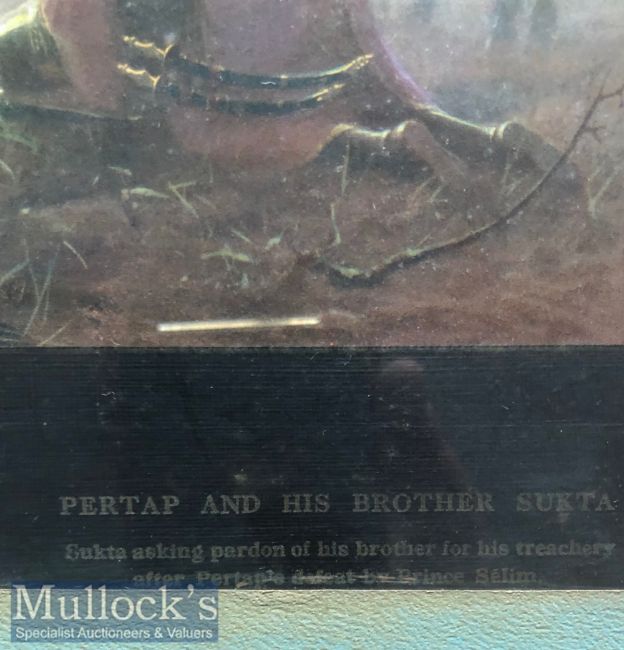 PERTAP AND HIS BROTHER SUKTA
Sukta asking pardon of his brother for his treachery
after Pertap's defeat by Prince Sélim.
Mullock's
Specialist Auctioneers & Valuers